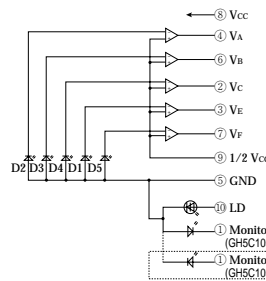 ⑧ VCC
④ VA
⑥ VB
② VC
③ VE
⑦ VF
D2 D3 D4 D1 D5
⑨ 1/2 VCC
⑤ GND
⑩ LD
① Monito
(GH5C10
① Monito
(GH5C10